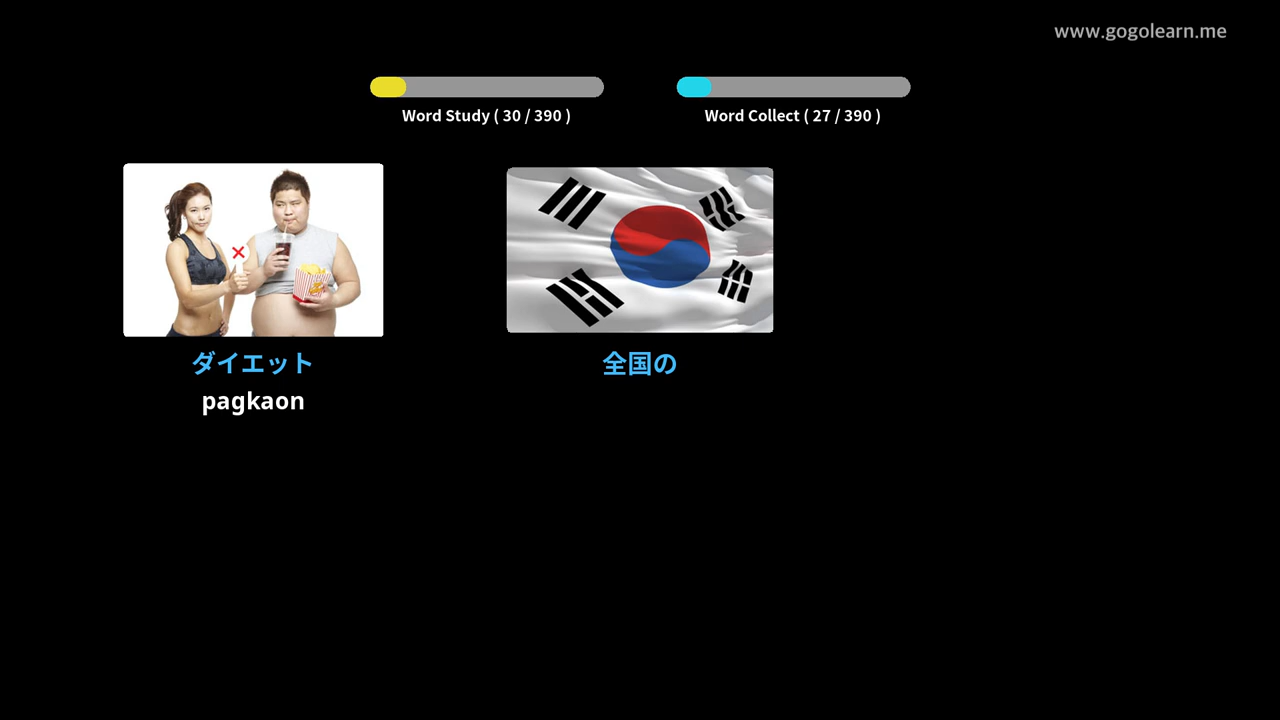 www.gogolearn.me
Word Study ( 30 / 390 )
Word Collect ( 27 / 390 )
ダイエット
pagkaon
全国の